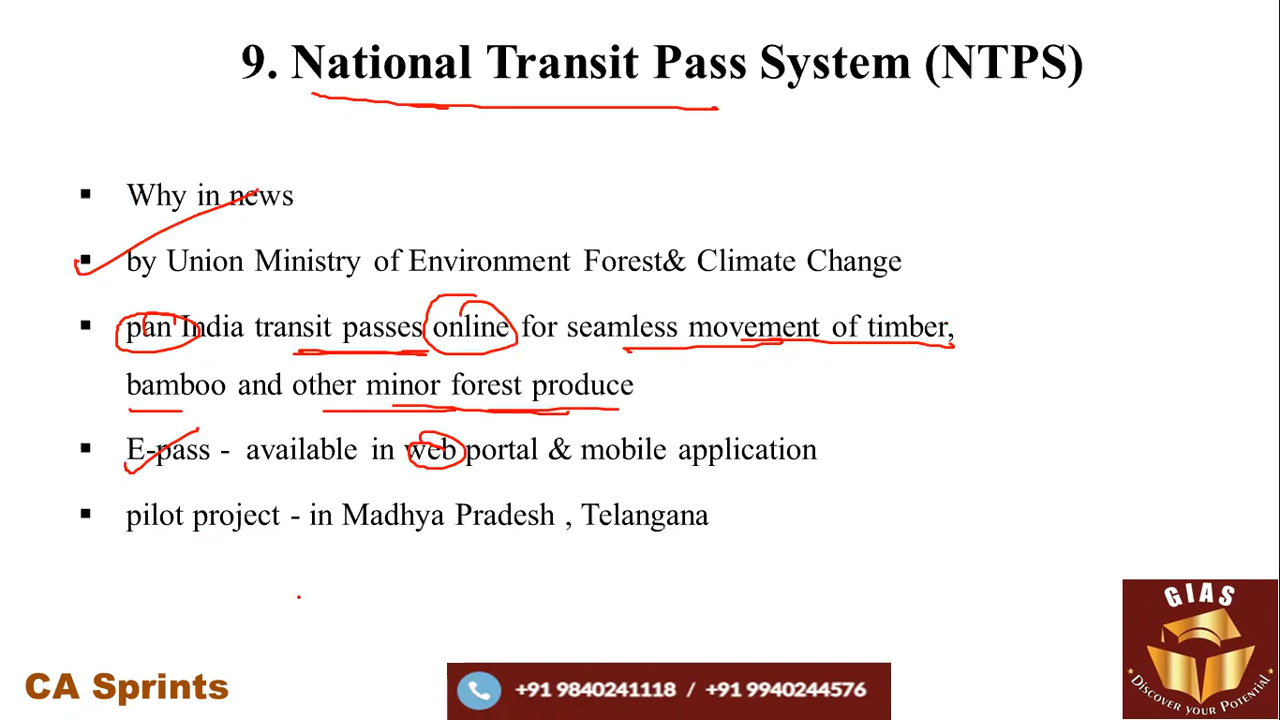 9. National Transit Pass System (NTPS)
▪ Why in news
▪ by Union Ministry of Environment Forest& Climate Change
▪ pan India transit passes online for seamless movement of timber,
bamboo and other minor forest produce
▪ E-pass - available in web portal & mobile application
▪ pilot project - in Madhya Pradesh , Telangana
GIAS
DISCOVER YOUR POTENTIAL
CA Sprints
+91 9840241118 / +91 9940244576